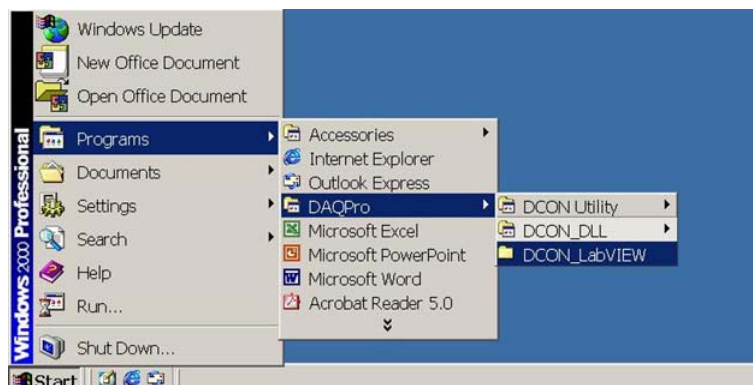 Windows 2000 Professional
Windows Update
New Office Document
Open Office Document
Programs
Documents
Settings
Search
Help
Run...
Shut Down...
Start
Accessories
Internet Explorer
Outlook Express
DAQPro
Microsoft Excel
Microsoft PowerPoint
Microsoft Word
Acrobat Reader 5.0
DCON Utility
DCON_DLL
DCON_LabVIEW